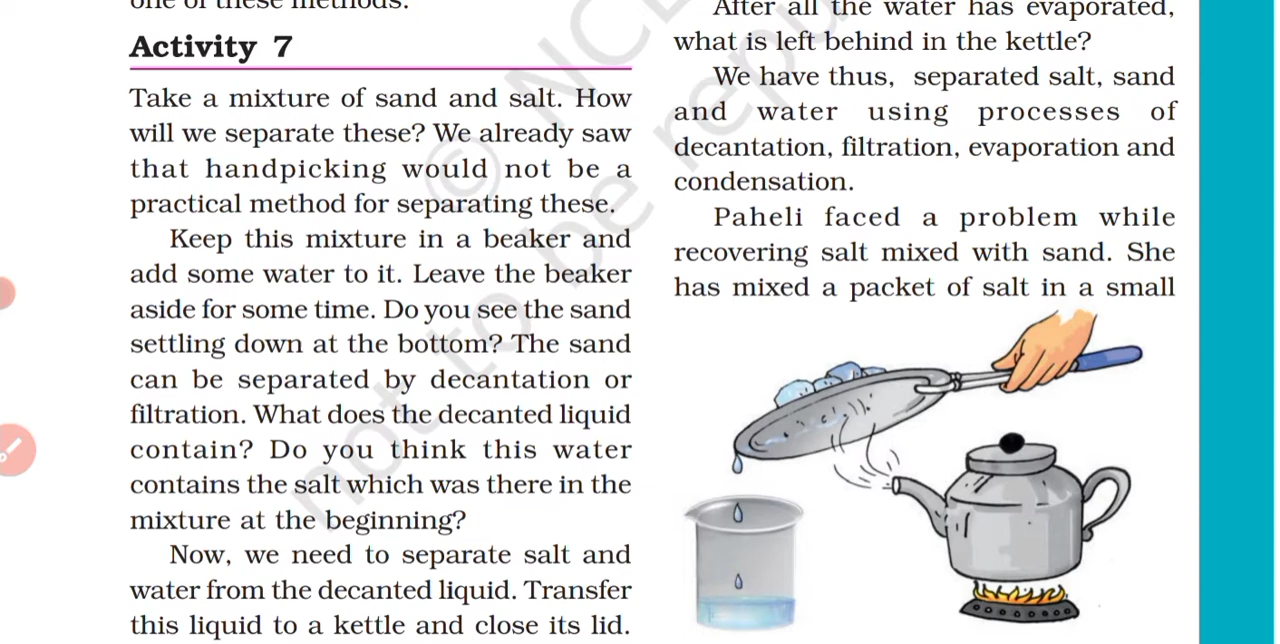 one of these methods.
Activity 7
Take a mixture of sand and salt. How
will we separate these? We already saw
that handpicking would not be a
practical method for separating these.
Keep this mixture in a beaker and
add some water to it. Leave the beaker
aside for some time. Do you see the sand
settling down at the bottom? The sand
can be separated by decantation or
filtration. What does the decanted liquid
contain? Do you think this water
contains the salt which was there in the
mixture at the beginning?
Now, we need to separate salt and
water from the decanted liquid. Transfer
this liquid to a kettle and close its lid.
After all the water has evaporated,
what is left behind in the kettle?
We have thus, separated salt, sand
and water using processes of
decantation, filtration, evaporation and
condensation.
Paheli faced a problem while
recovering salt mixed with sand. She
has mixed a packet of salt in a small
© NC
not to be repu